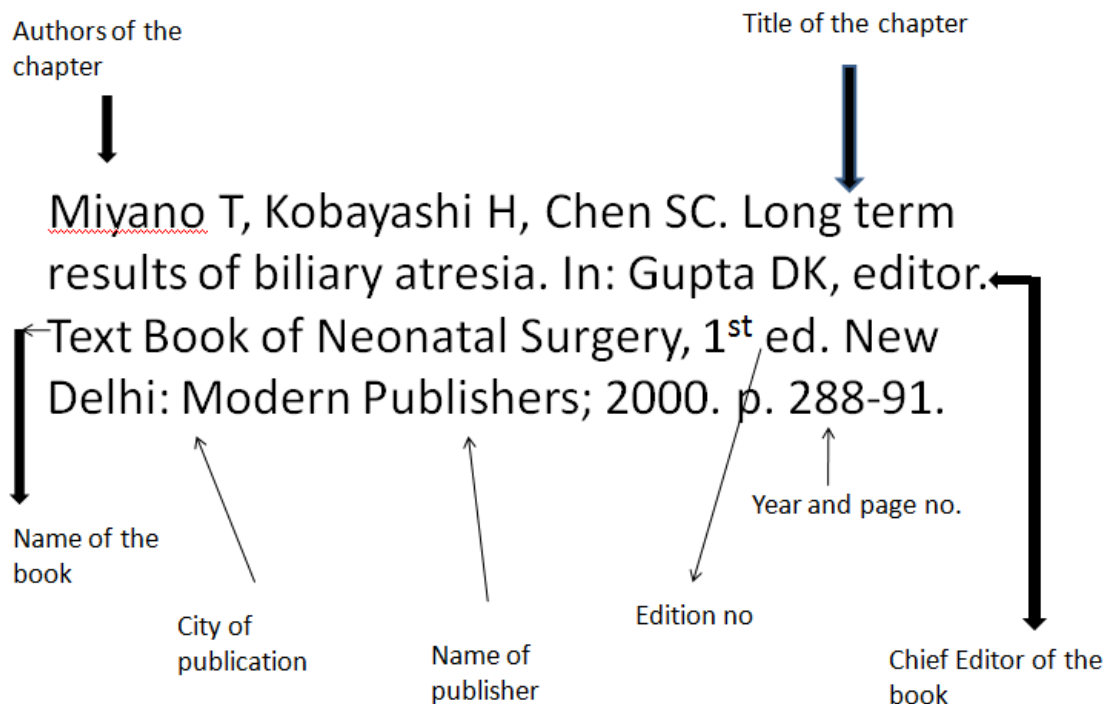 Authors of the
chapter
Title of the chapter
Miyano T, Kobayashi H, Chen SC. Long term
results of biliary atresia. In: Gupta DK, editor.
Text Book of Neonatal Surgery, 1st ed. New
Delhi: Modern Publishers; 2000. p. 288-91.
Year and page no.
Name of the
book
City of
publication
Name of
publisher
Edition no
Chief Editor of the
book